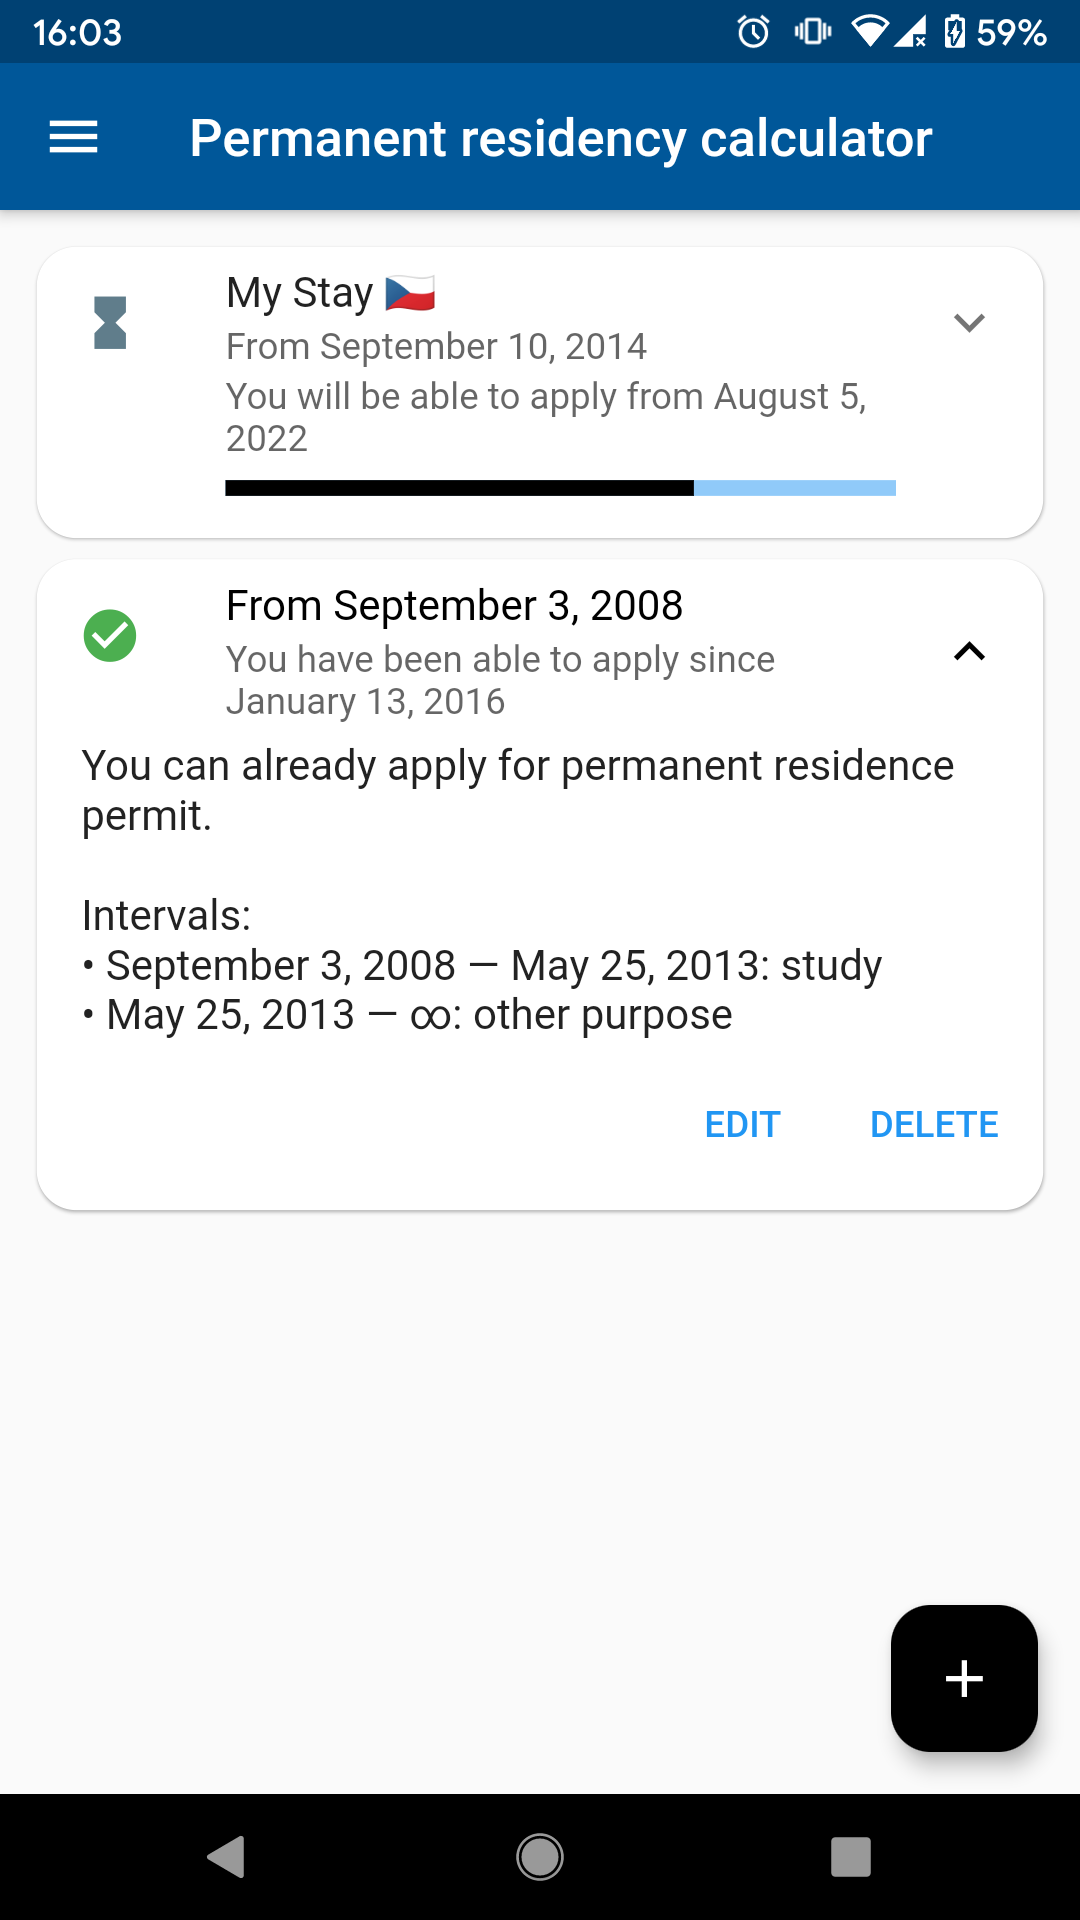 16:03
59%
Permanent residency calculator
My Stay 🇨🇿
From September 10, 2014
You will be able to apply from August 5,
2022
From September 3, 2008
You have been able to apply since
January 13, 2016
You can already apply for permanent residence
permit.
Intervals:
• September 3, 2008 — May 25, 2013: study
• May 25, 2013 — ∞: other purpose
EDIT DELETE